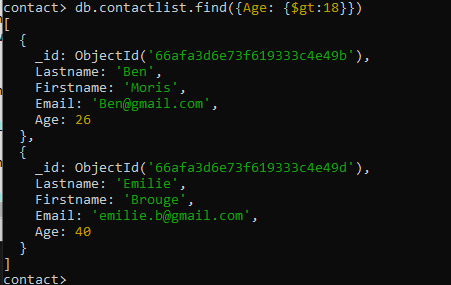 contact> db.contactlist.find({Age: {$gt:18}})
[
  {
    _id: ObjectId('66afa3d6e73f619333c4e49b'),
    Lastname: 'Ben',
    Firstname: 'Moris',
    Email: 'Ben@gmail.com',
    Age: 26
  },
  {
    _id: ObjectId('66afa3d6e73f619333c4e49d'),
    Lastname: 'Emilie',
    Firstname: 'Brouge',
    Email: 'emilie.b@gmail.com',
    Age: 40
  }
]
contact>